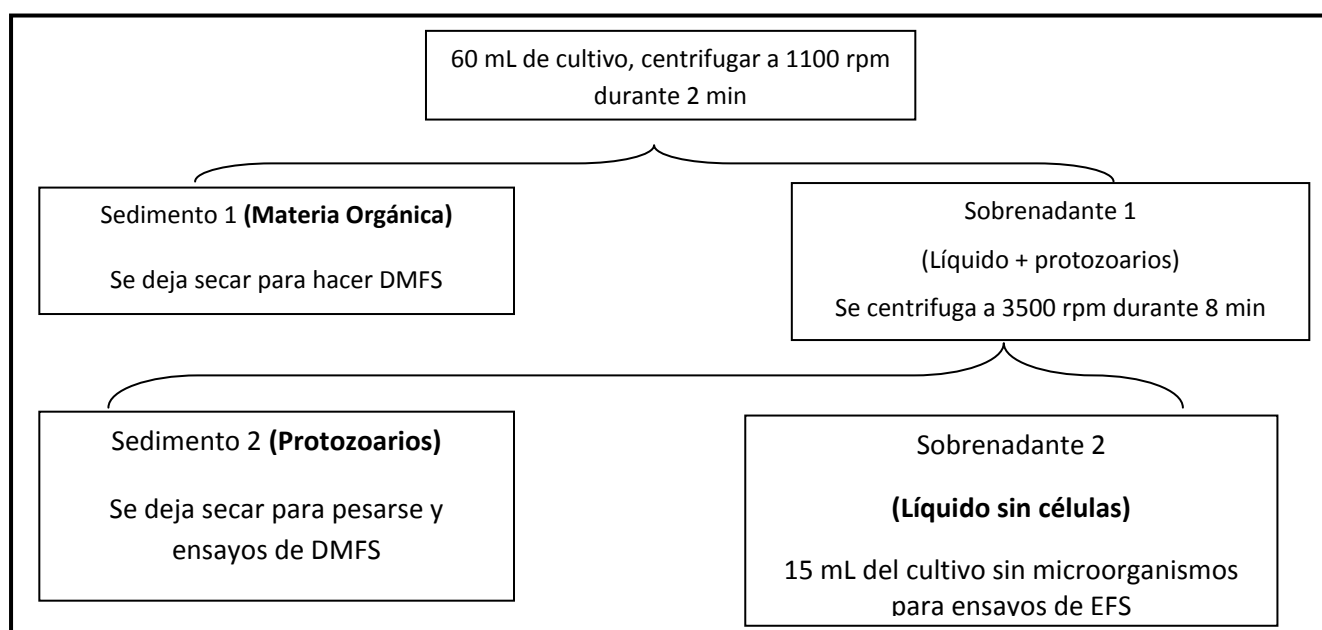 60 mL de cultivo, centrifugar a 1100 rpm
durante 2 min
Sedimento 1 (Materia Orgánica)
Se deja secar para hacer DMFS
Sobrenadante 1
(Líquido + protozoarios)
Se centrifuga a 3500 rpm durante 8 min
Sedimento 2 (Protozoarios)
Se deja secar para pesarse y
ensayos de DMFS
Sobrenadante 2
(Líquido sin células)
15 mL del cultivo sin microorganismos
para ensayos de EFS